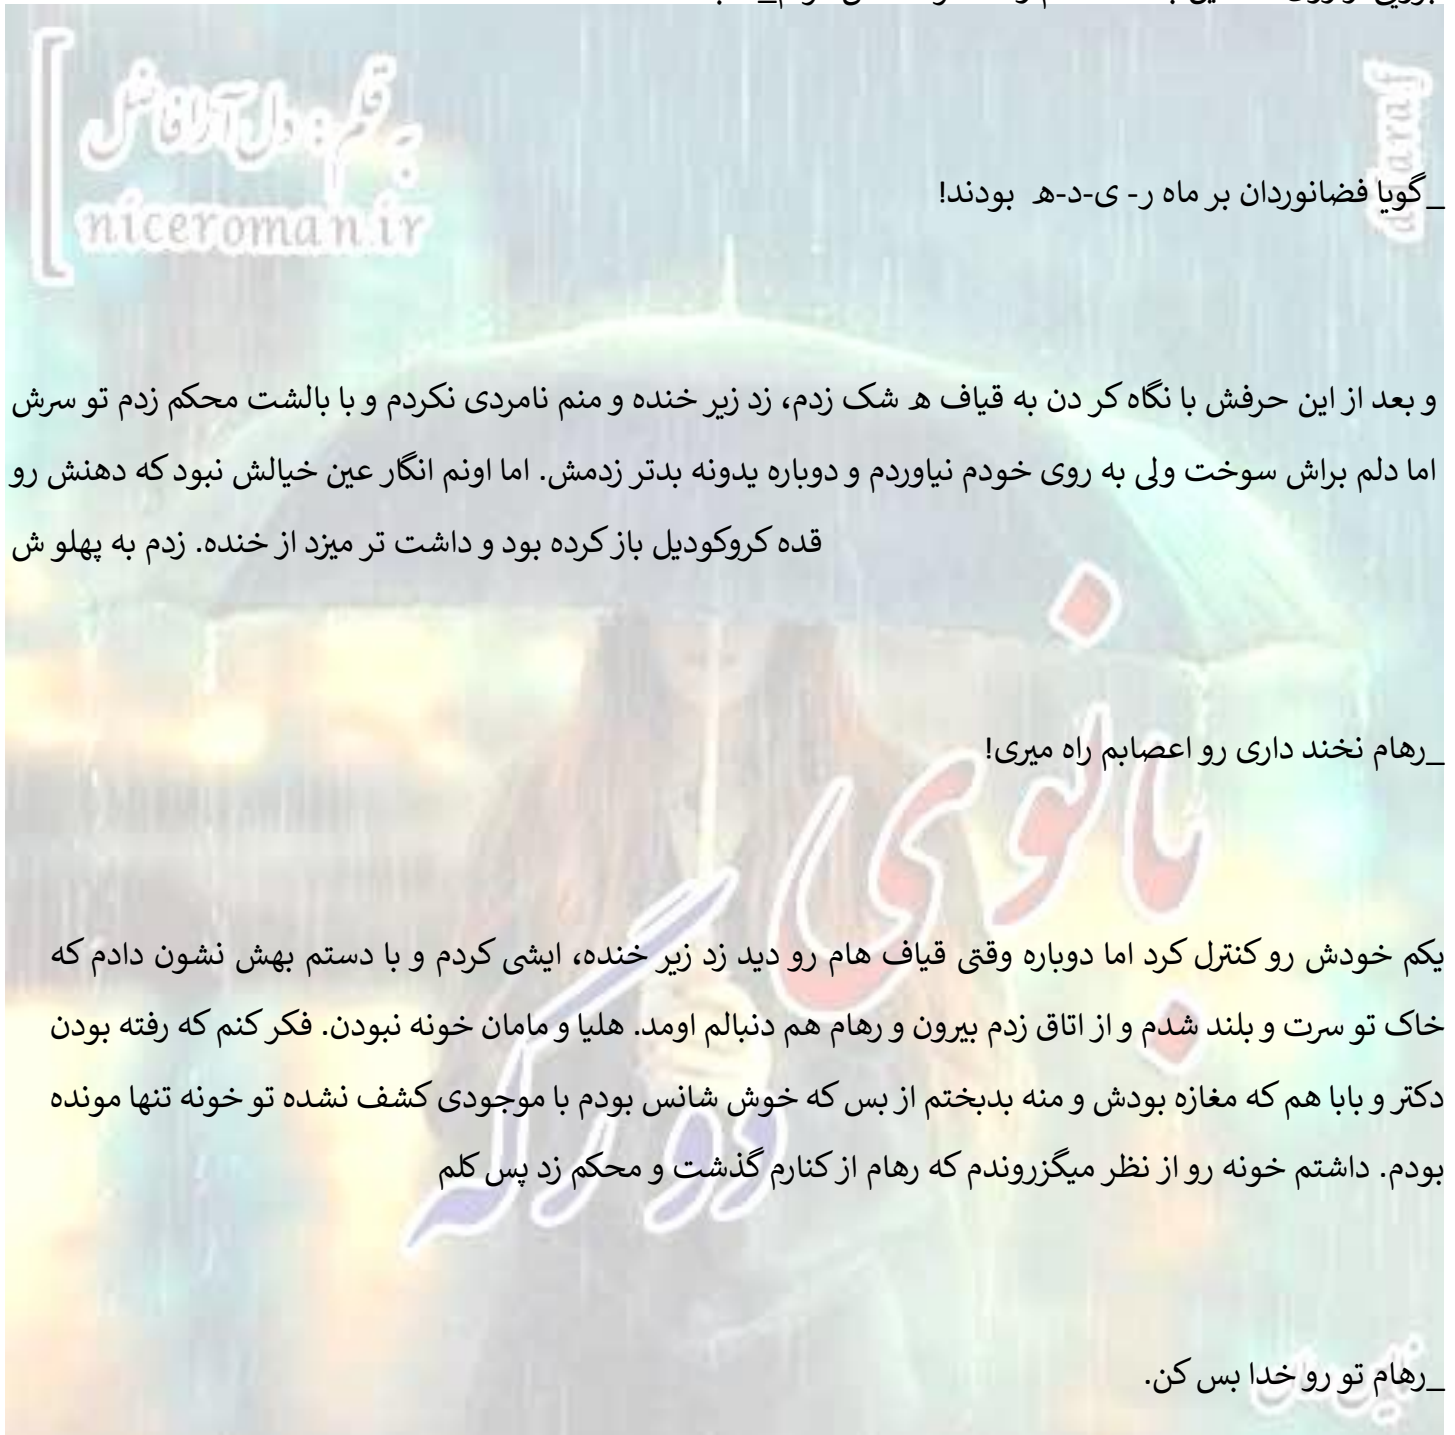 به قلم: دل آرا فاضل
niceroman.ir
_گویا فضانوردان بر ماه ر- ی-د-ه بودند!
و بعد از این حرفش با نگاه کر دن به قیاف ه شک زدم، زد زیر خنده و منم نامردی نکردم و با بالشت محکم زدم تو سرش
اما دلم براش سوخت ولی به روی خودم نیاوردم و دوباره یدونه بدتر زدمش. اما اونم انگار عین خیالش نبود که دهنش رو
قده کروکودیل باز کرده بود و داشت تر میزد از خنده. زدم به پهلو ش
_رهام نخند داری رو اعصابم راه میری!
بانوی
دورگه
یکم خودش رو کنترل کرد اما دوباره وقتی قیاف هام رو دید زد زیر خنده، ایشی کردم و با دستم بهش نشون دادم که
خاک تو سرت و بلند شدم و از اتاق زدم بیرون و رهام هم دنبالم اومد. هلیا و مامان خونه نبودن. فکر کنم که رفته بودن
دکتر و بابا هم که مغازه بودش و منه بدبختم از بس که خوش شانس بودم با موجودی کشف نشده تو خونه تنها مونده
بودم. داشتم خونه رو از نظر میگزروندم که رهام از کنارم گذشت و محکم زد پس کلم
_رهام تو رو خدا بس کن.